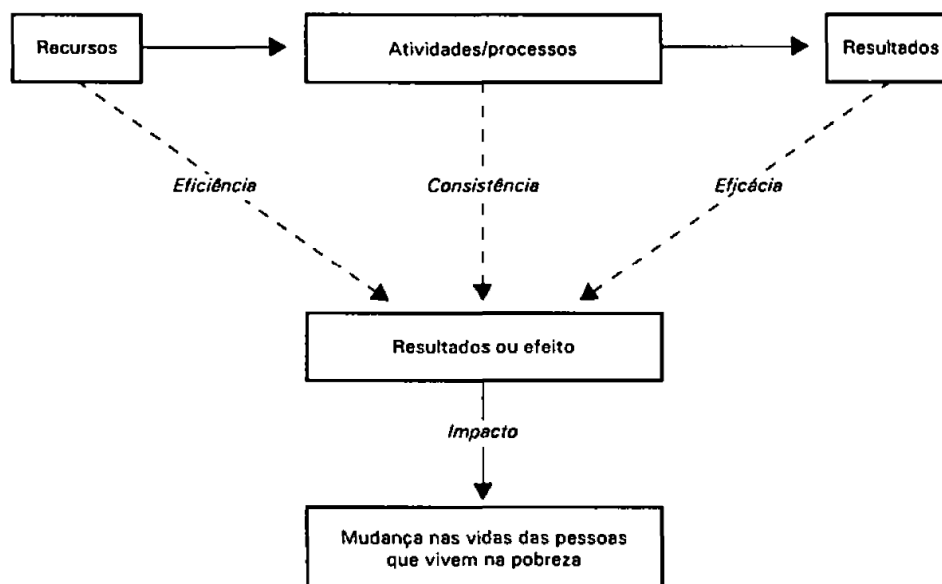 Recursos
Atividades/processos
Resultados
Eficiência
Consistência
Eficácia
Resultados ou efeito
Impacto
Mudança nas vidas das pessoas
que vivem na pobreza